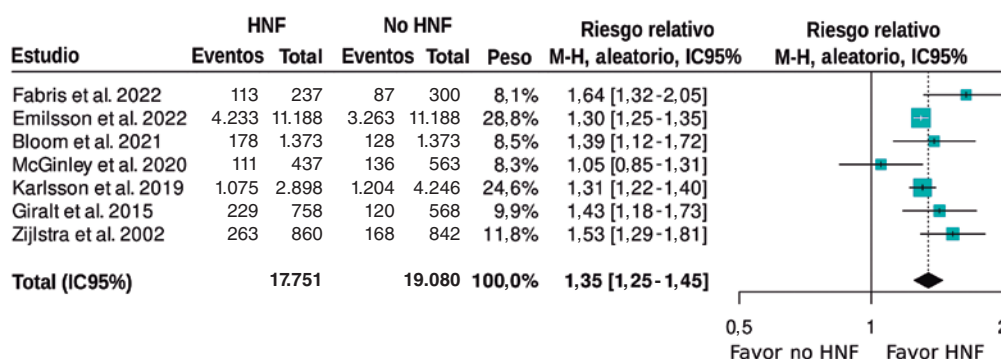 HNF No HNF Riesgo relativo Riesgo relativo
Estudio Eventos Total Eventos Total Peso M-H, aleatorio, IC95% M-H, aleatorio, IC95%
Fabris et al. 2022 113 237 87 300 8,1% 1,64 [1,32-2,05]
Emilsson et al. 2022 4.233 11.188 3.263 11.188 28,8% 1,30 [1,25-1,35]
Bloom et al. 2021 178 1.373 128 1.373 8,5% 1,39 [1,12-1,72]
McGinley et al. 2020 111 437 136 563 8,3% 1,05 [0,85-1,31]
Karlsson et al. 2019 1.075 2.898 1.204 4.246 24,6% 1,31 [1,22-1,40]
Giralt et al. 2015 229 758 120 568 9,9% 1,43 [1,18-1,73]
Zijlstra et al. 2002 263 860 168 842 11,8% 1,53 [1,29-1,81]
Total (IC95%) 17.751 19.080 100,0% 1,35 [1,25-1,45]
0,5 1 2
Favor no HNF Favor HNF